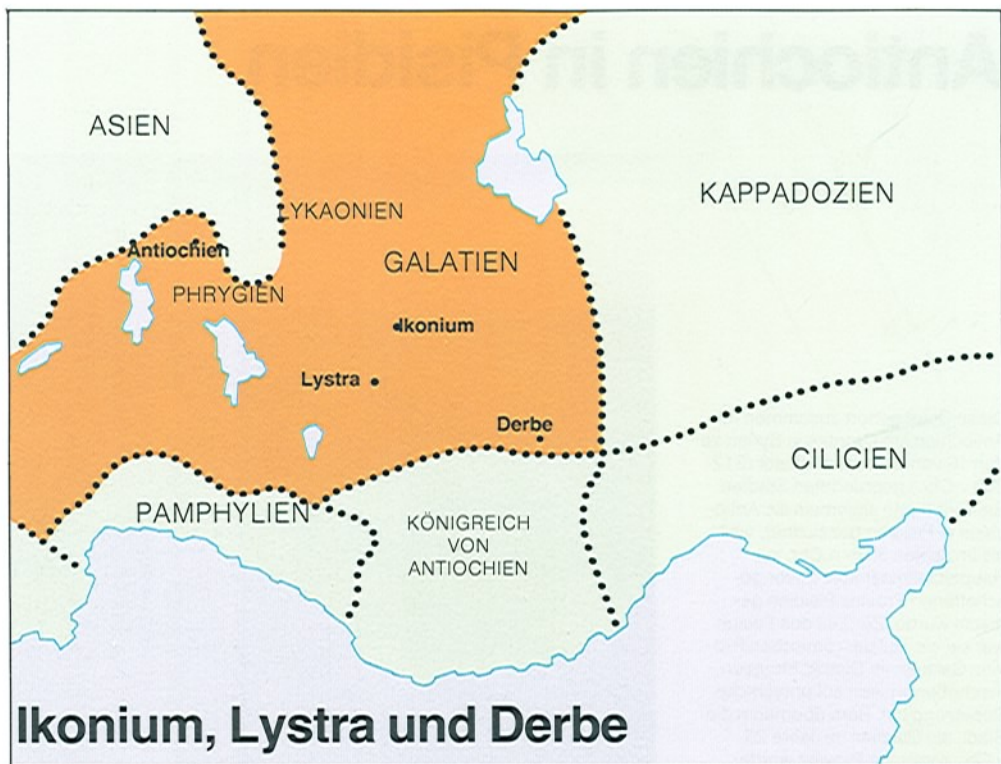 ASIEN
KAPPADOZIEN
LYKAONIEN
Antiochien
GALATIEN
PHRYGIEN
Ikonium
Lystra
Derbe
CILICIEN
PAMPHYLIEN
KÖNIGREICH
VON
ANTIOCHIEN
Ikonium, Lystra und Derbe